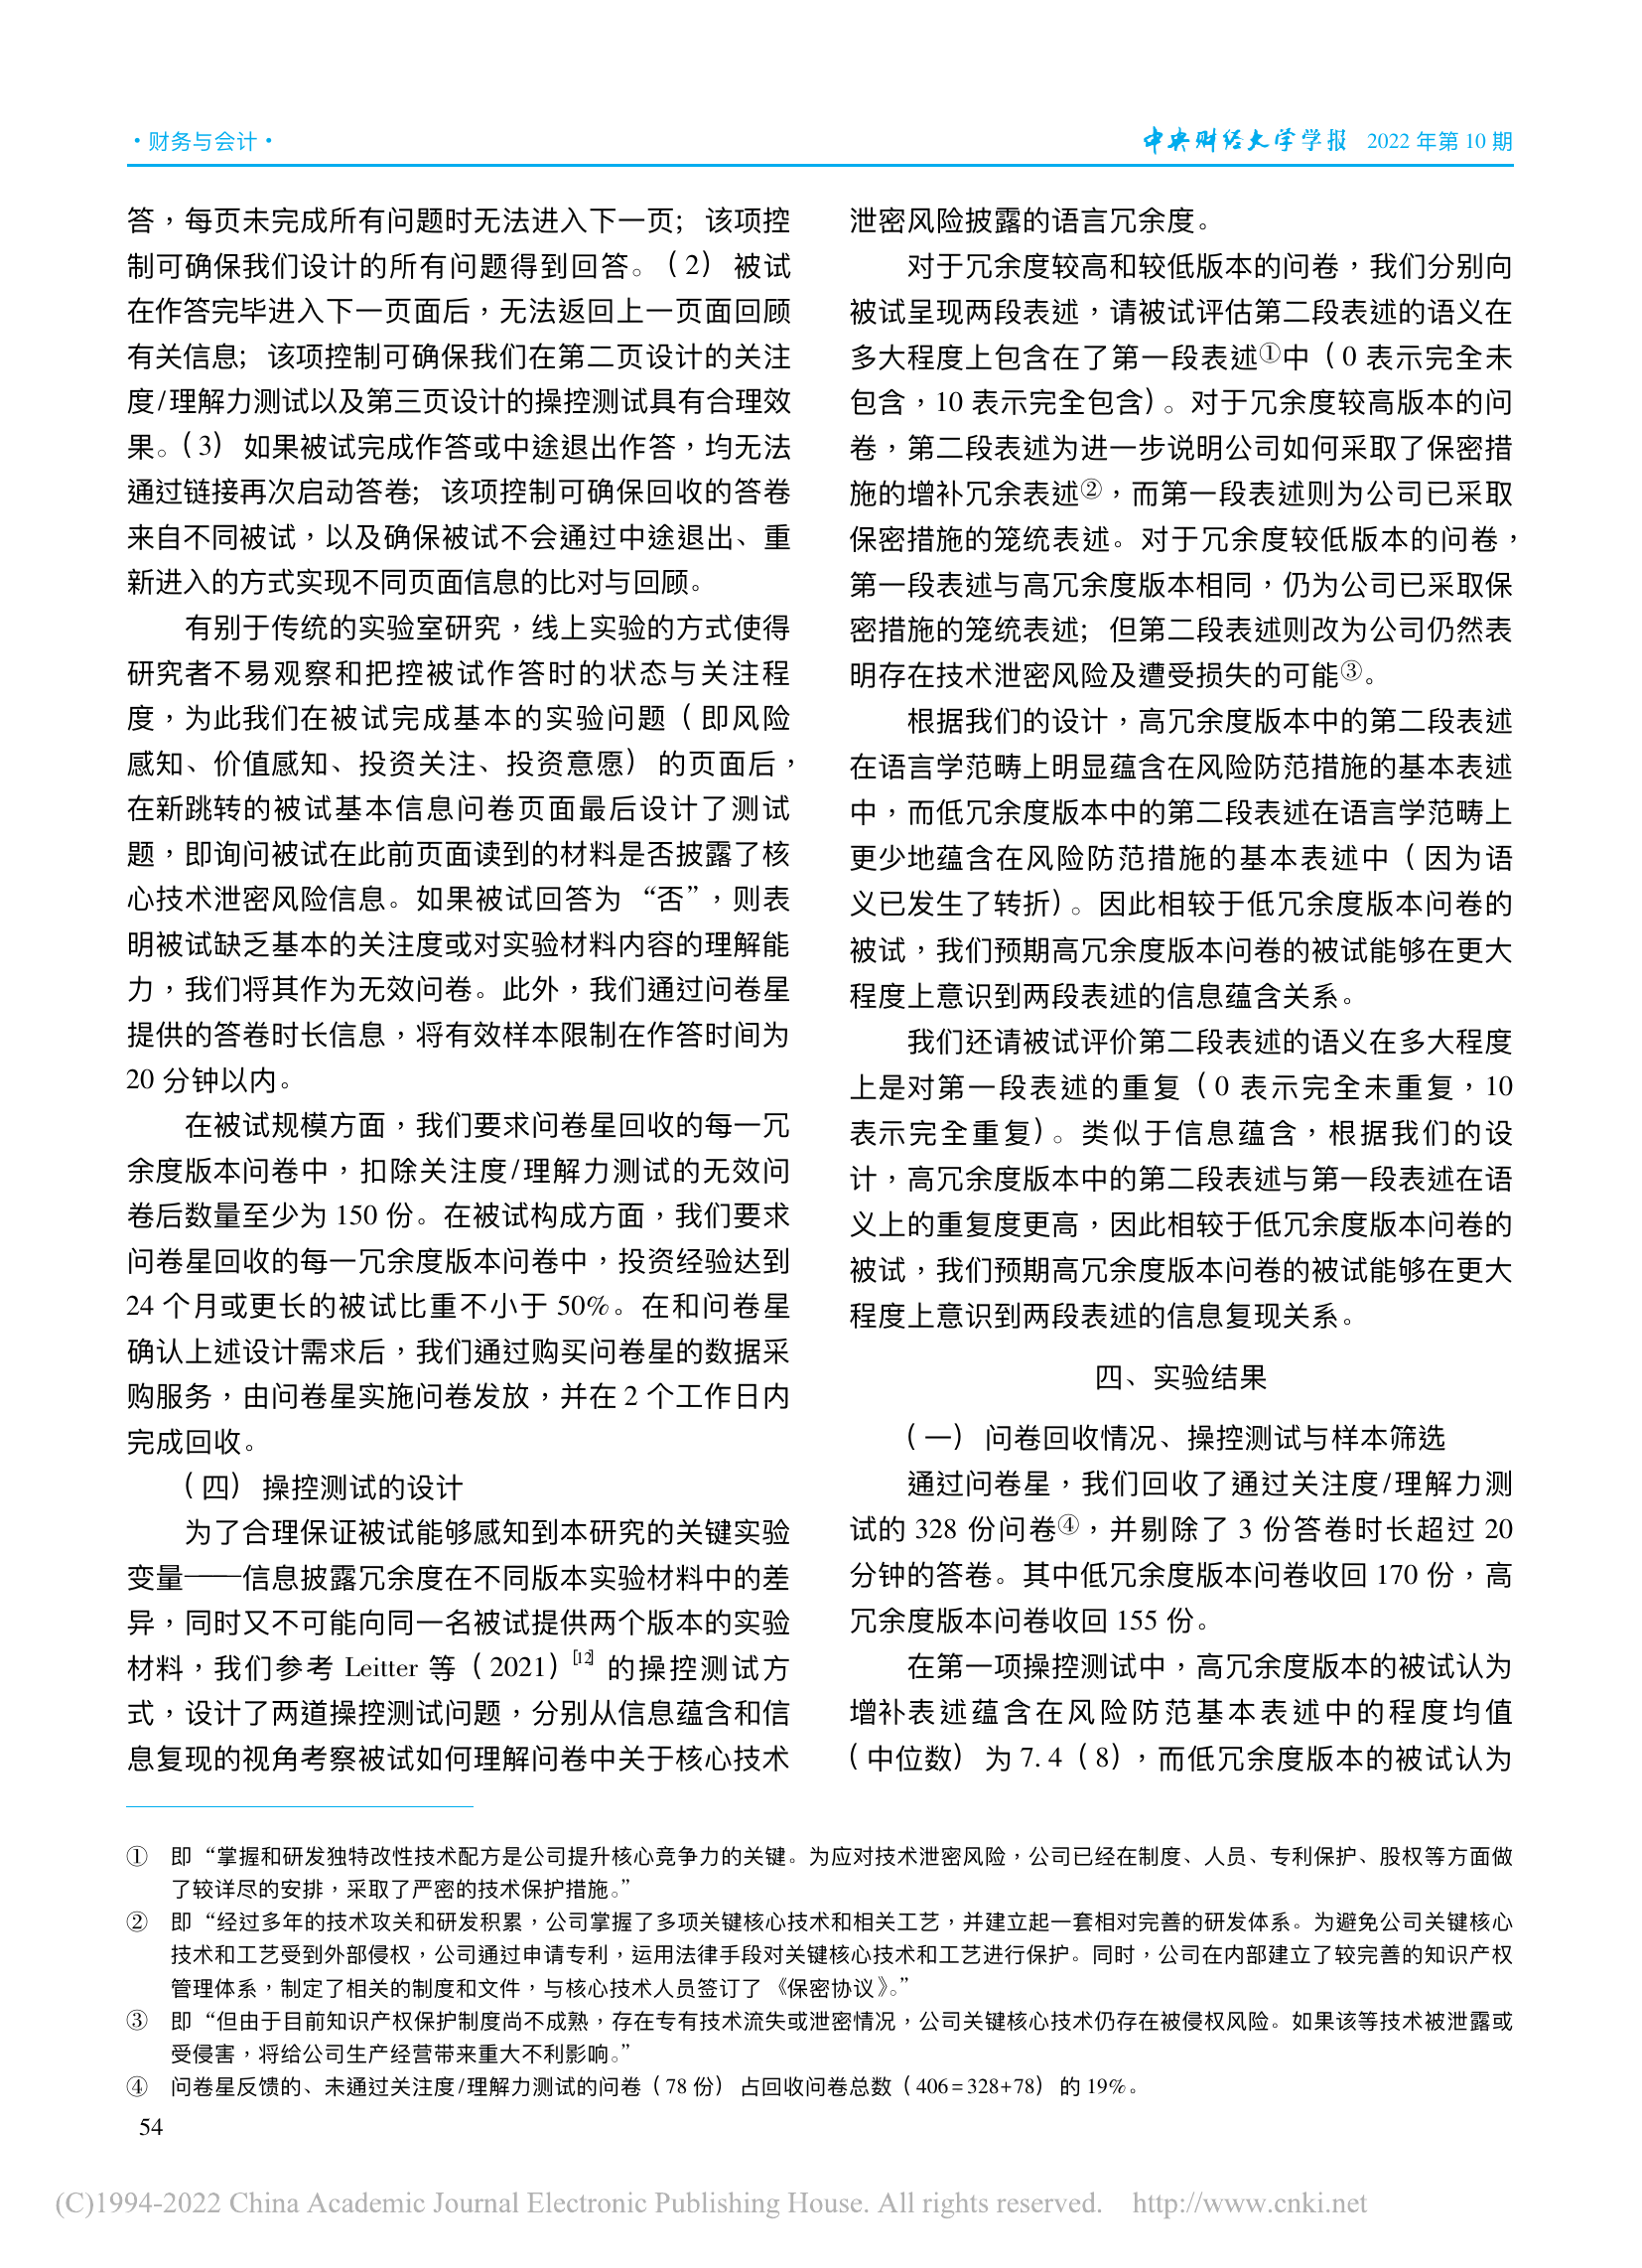 ·财务与会计·
中央财经大学学报 2022 年第 10 期
答，每页未完成所有问题时无法进入下一页；该项控
制可确保我们设计的所有问题得到回答。（2）被试
在作答完毕进入下一页面后，无法返回上一页面回顾
有关信息；该项控制可确保我们在第二页设计的关注
度/理解力测试以及第三页设计的操控测试具有合理效
果。（3）如果被试完成作答或中途退出作答，均无法
通过链接再次启动答卷；该项控制可确保回收的答卷
来自不同被试，以及确保被试不会通过中途退出、重
新进入的方式实现不同页面信息的比对与回顾。
有别于传统的实验室研究，线上实验的方式使得
研究者不易观察和把控被试作答时的状态与关注程
度，为此我们在被试完成基本的实验问题（即风险
感知、价值感知、投资关注、投资意愿）的页面后，
在新跳转的被试基本信息问卷页面最后设计了测试
题，即询问被试在此前页面读到的材料是否披露了核
心技术泄密风险信息。如果被试回答为“否”，则表
明被试缺乏基本的关注度或对实验材料内容的理解能
力，我们将其作为无效问卷。此外，我们通过问卷星
提供的答卷时长信息，将有效样本限制在作答时间为
20 分钟以内。
在被试规模方面，我们要求问卷星回收的每一冗
余度版本问卷中，扣除关注度/理解力测试的无效问
卷后数量至少为 150 份。在被试构成方面，我们要求
问卷星回收的每一冗余度版本问卷中，投资经验达到
24 个月或更长的被试比重不小于 50%。在和问卷星
确认上述设计需求后，我们通过购买问卷星的数据采
购服务，由问卷星实施问卷发放，并在 2 个工作日内
完成回收。
（四）操控测试的设计
为了合理保证被试能够感知到本研究的关键实验
变量——信息披露冗余度在不同版本实验材料中的差
异，同时又不可能向同一名被试提供两个版本的实验
材料，我们参考 Leitter 等（2021）[12] 的操控测试方
式，设计了两道操控测试问题，分别从信息蕴含和信
息复现的视角考察被试如何理解问卷中关于核心技术
泄密风险披露的语言冗余度。
对于冗余度较高和较低版本的问卷，我们分别向
被试呈现两段表述，请被试评估第二段表述的语义在
多大程度上包含在了第一段表述①中（0 表示完全未
包含，10 表示完全包含）。对于冗余度较高版本的问
卷，第二段表述为进一步说明公司如何采取了保密措
施的增补冗余表述②，而第一段表述则为公司已采取
保密措施的笼统表述。对于冗余度较低版本的问卷，
第一段表述与高冗余度版本相同，仍为公司已采取保
密措施的笼统表述；但第二段表述则改为公司仍然表
明存在技术泄密风险及遭受损失的可能③。
根据我们的设计，高冗余度版本中的第二段表述
在语言学范畴上明显蕴含在风险防范措施的基本表述
中，而低冗余度版本中的第二段表述在语言学范畴上
更少地蕴含在风险防范措施的基本表述中（因为语
义已发生了转折）。因此相较于低冗余度版本问卷的
被试，我们预期高冗余度版本问卷的被试能够在更大
程度上意识到两段表述的信息蕴含关系。
我们还请被试评价第二段表述的语义在多大程度
上是对第一段表述的重复（0 表示完全未重复，10
表示完全重复）。类似于信息蕴含，根据我们的设
计，高冗余度版本中的第二段表述与第一段表述在语
义上的重复度更高，因此相较于低冗余度版本问卷的
被试，我们预期高冗余度版本问卷的被试能够在更大
程度上意识到两段表述的信息复现关系。
四、实验结果
（一）问卷回收情况、操控测试与样本筛选
通过问卷星，我们回收了通过关注度/理解力测
试的 328 份问卷④，并剔除了 3 份答卷时长超过 20
分钟的答卷。其中低冗余度版本问卷收回 170 份，高
冗余度版本问卷收回 155 份。
在第一项操控测试中，高冗余度版本的被试认为
增补表述蕴含在风险防范基本表述中的程度均值
（中位数）为 7.4（8），而低冗余度版本的被试认为
① 即“掌握和研发独特改性技术配方是公司提升核心竞争力的关键。为应对技术泄密风险，公司已经在制度、人员、专利保护、股权等方面做
了较详尽的安排，采取了严密的技术保护措施。”
② 即“经过多年的技术攻关和研发积累，公司掌握了多项关键核心技术和相关工艺，并建立起一套相对完善的研发体系。为避免公司关键核心
技术和工艺受到外部侵权，公司通过申请专利，运用法律手段对关键核心技术和工艺进行保护。同时，公司在内部建立了较完善的知识产权
管理体系，制定了相关的制度和文件，与核心技术人员签订了《保密协议》。”
③ 即“但由于目前知识产权保护制度尚不成熟，存在专有技术流失或泄密情况，公司关键核心技术仍存在被侵权风险。如果该等技术被泄露或
受侵害，将给公司生产经营带来重大不利影响。”
④ 问卷星反馈的、未通过关注度/理解力测试的问卷（78 份）占回收问卷总数（406=328+78）的 19%。
54
(C)1994-2022 China Academic Journal Electronic Publishing House. All rights reserved. http://www.cnki.net